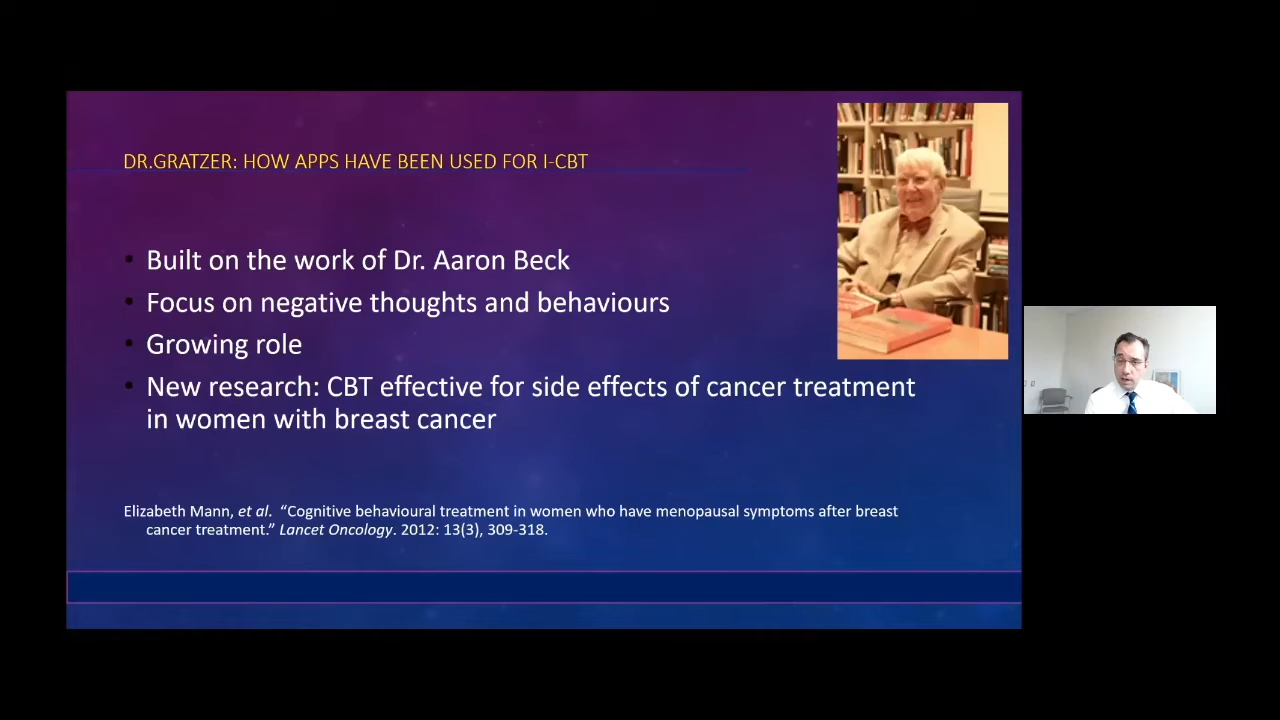 DR.GRATZER: HOW APPS HAVE BEEN USED FOR I-CBT
• Built on the work of Dr. Aaron Beck
• Focus on negative thoughts and behaviours
• Growing role
• New research: CBT effective for side effects of cancer treatment
in women with breast cancer
Elizabeth Mann, et al. “Cognitive behavioural treatment in women who have menopausal symptoms after breast
cancer treatment.” Lancet Oncology. 2012: 13(3), 309-318.